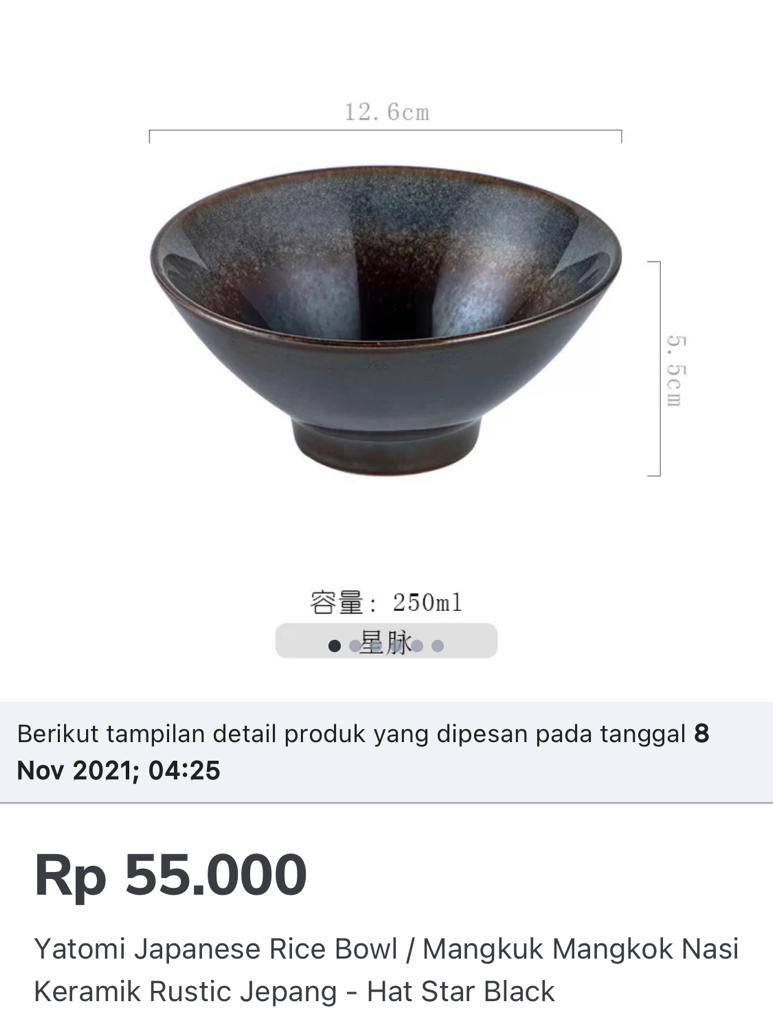 12.6cm
5.5cm
容量: 250ml
星脉
Berikut tampilan detail produk yang dipesan pada tanggal 8
Nov 2021; 04:25
Rp 55.000
Yatomi Japanese Rice Bowl / Mangkuk Mangkok Nasi
Keramik Rustic Jepang - Hat Star Black